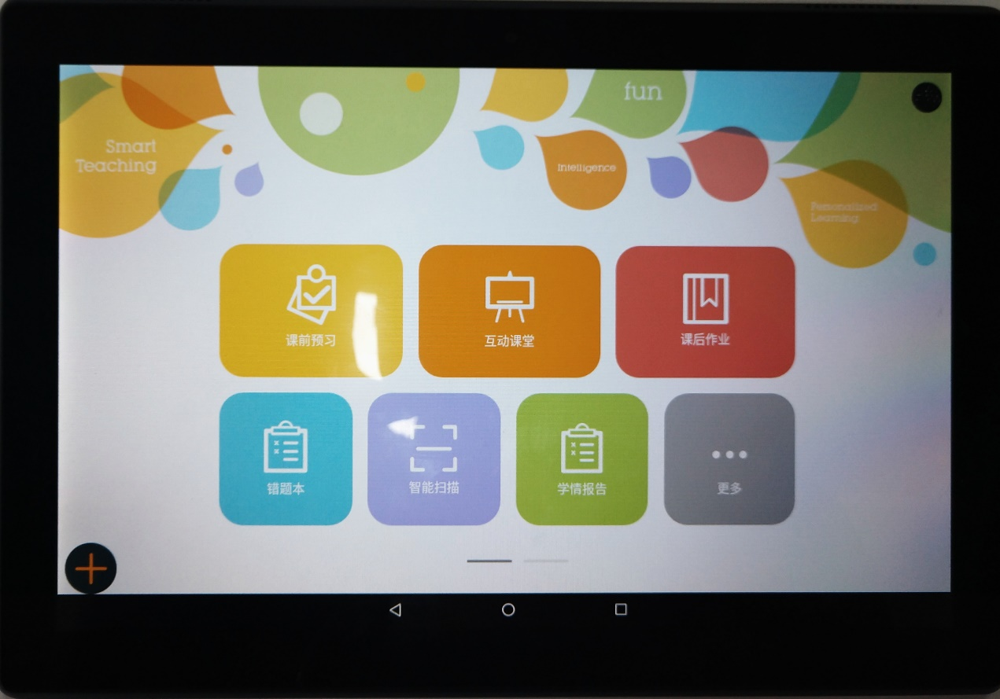 fun
Smart
Teaching
Intelligence
Personalized
Learning
课前预习
互动课堂
课后作业
错题本
智能扫描
学情报告
更多